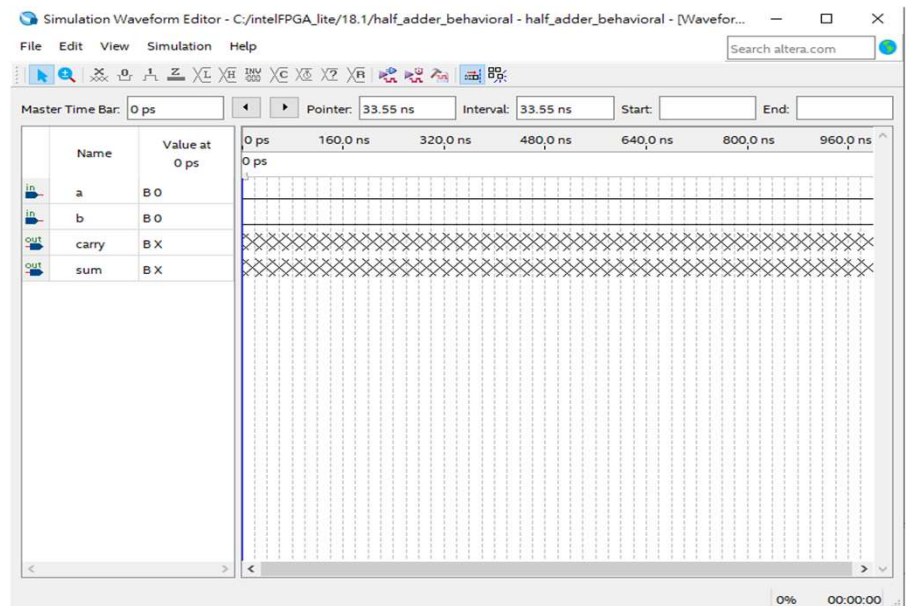 Simulation Waveform Editor - C:/intelFPGA_lite/18.1/half_adder_behavioral - half_adder_behavioral - [Wavefor...
File Edit View Simulation Help
Search altera.com
Master Time Bar: 0 ps Pointer: 33.55 ns Interval: 33.55 ns Start: End:
Name Value at 0 ps
0 ps 160.0 ns 320.0 ns 480.0 ns 640.0 ns 800.0 ns 960.0 ns
0 ps
in a B 0
in b B 0
out carry B X
out sum B X
0% 00:00:00